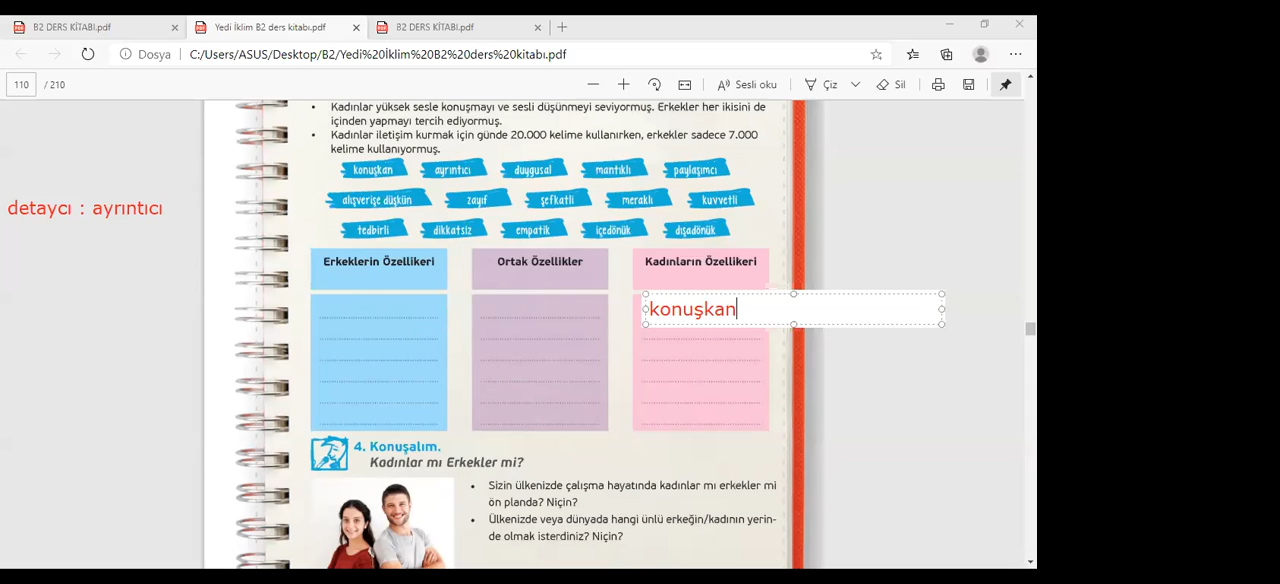 B2 DERS KİTABI.pdf
Yedi İklim B2 ders kitabı.pdf
B2 DERS KİTABI.pdf
Dosya
C:/Users/ASUS/Desktop/B2/Yedi%20İklim%20B2%20ders%20kitabı.pdf
110 / 210
Sesli oku
Çiz
Sil
• Kadınlar yüksek sesle konuşmayı ve sesli düşünmeyi seviyormuş. Erkekler her ikisini de
içinden yapmayı tercih ediyormuş.
• Kadınlar iletişim kurmak için günde 20.000 kelime kullanırken, erkekler sadece 7.000
kelime kullanıyormuş.
konuşkan ayrıntıcı duygusal mantıklı paylaşımcı
alışverişe düşkün zayıf şefkatli meraklı kuvvetli
tedbirli dikkatsiz empatik içedönük dışadönük
detaycı : ayrıntıcı
Erkeklerin Özellikeri
Ortak Özellikler
Kadınların Özellikeri
konuşkan
4. Konuşalım.
Kadınlar mı Erkekler mi?
• Sizin ülkenizde çalışma hayatında kadınlar mı erkekler mi
ön planda? Niçin?
• Ülkenizde veya dünyada hangi ünlü erkeğin/kadının yerin-
de olmak isterdiniz? Niçin?